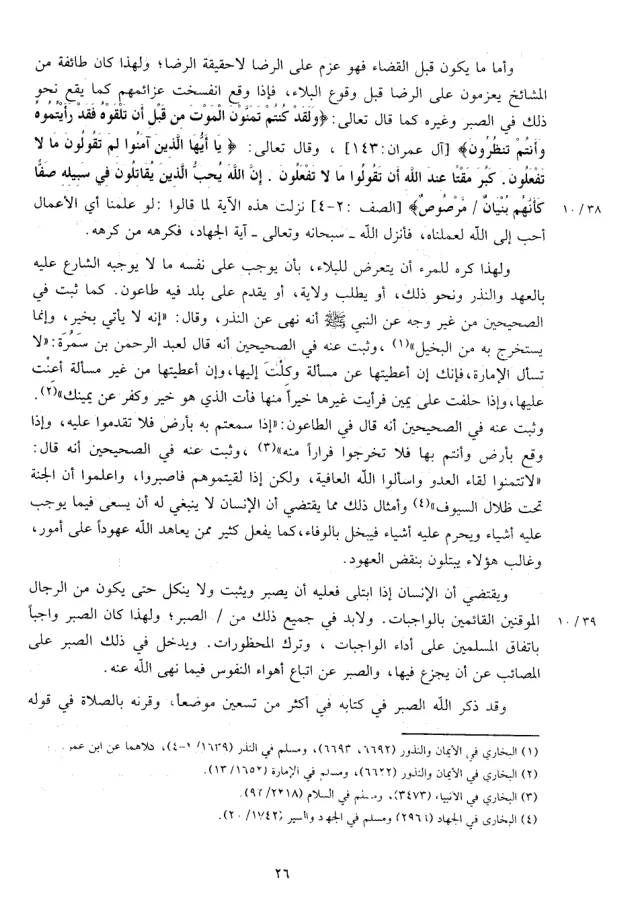 وأما ما يكون قبل القضاء فهو عزم على الرضا لا حقيقة الرضا؛ ولهذا كان طائفة من
المشائخ يعزمون على الرضا قبل وقوع البلاء، فإذا وقع انفسخت عزائمهم كما يقع نحو
ذلك في الصبر وغيره كما قال تعالى: ﴿وَلَقَدْ كُنتُمْ تَمَنَّوْنَ الْمَوْتَ مِن قَبْلِ أَن تَلْقَوْهُ فَقَدْ رَأَيْتُمُوهُ
وَأَنتُمْ تَنظُرُون﴾ [آل عمران: ١٤٣] ، وقال تعالى: ﴿ يَا أَيُّهَا الَّذِينَ آمَنُوا لِمَ تَقُولُونَ مَا لا
تَفْعَلُونَ . كَبُرَ مَقْتًا عِندَ اللَّهِ أَن تَقُولُوا مَا لا تَفْعَلُونَ . إِنَّ اللَّهَ يُحِبُّ الَّذِينَ يُقَاتِلُونَ فِي سَبِيلِهِ صَفًّا
١٠/٣٨ كَأَنَّهُم بُنْيَانٌ / مَّرْصُوصٌ﴾ [الصف : ٢-٤] نزلت هذه الآية لما قالوا : لو علمنا أي الأعمال
أحب إلى الله لعملناه، فأنزل الله ـ سبحانه وتعالى ـ آية الجهاد، فكرهه من كرهه.
ولهذا كره للمرء أن يتعرض للبلاء، بأن يوجب على نفسه ما لا يوجبه الشارع عليه
بالعهد والنذر ونحو ذلك، أو يطلب ولاية، أو يقدم على بلد فيه طاعون. كما ثبت في
الصحيحين من غير وجه عن النبي ﷺ أنه نهى عن النذر، وقال: «إنه لا يأتي بخير، وإنما
يستخرج به من البخيل»(١) ،وثبت عنه في الصحيحين أنه قال لعبد الرحمن بن سَمُرَة: «لا
تسأل الإمارة، فإنك إن أعطيتها عن مسألة وكلْتَ إليها، وإن أعطيتها من غير مسألة أعِنْتَ
عليها، وإذا حلفت على يمين فرأيت غيرها خيراً منها فأت الذي هو خير وكفر عن يمينك»(٢).
وثبت عنه في الصحيحين أنه قال في الطاعون: «إذا سمعتم به بأرض فلا تقدموا عليه، وإذا
وقع بأرض وأنتم بها فلا تخرجوا فراراً منه»(٣) ،وثبت عنه في الصحيحين أنه قال:
«لاتتمنوا لقاء العدو واسألوا الله العافية، ولكن إذا لقيتموهم فاصبروا، واعلموا أن الجنة
تحت ظلال السيوف»(٤) وأمثال ذلك مما يقتضي أن الإنسان لا ينبغي له أن يسعى فيما يوجب
عليه أشياء ويحرم عليه أشياء فيبخل بالوفاء، كما يفعل كثير ممن يعاهد الله عهوداً على أمور،
وغالب هؤلاء يبتلون بنقض العهود.
ويقتضي أن الإنسان إذا ابتلى فعليه أن يصبر ويثبت ولا ينكل حتى يكون من الرجال
١٠/٣٩ الموقنين القائمين بالواجبات. ولابد في جميع ذلك من / الصبر؛ ولهذا كان الصبر واجباً
باتفاق المسلمين على أداء الواجبات ، وترك المحظورات. ويدخل في ذلك الصبر على
المصائب عن أن يجزع فيها، والصبر عن اتباع أهواء النفوس فيما نهى الله عنه.
وقد ذكر الله الصبر في كتابه في أكثر من تسعين موضعاً، وقرنه بالصلاة في قوله
(١) البخاري في الأيمان والنذور (٦٦٩٢، ٦٦٩٣)، ومسلم في النذر (١٦٣٩/ -٤)، كلاهما عن ابن عمر.
(٢) البخاري في الأيمان والنذور (٦٦٢٢)، ومسلم في الإمارة (١٦٥٢/ ١٣).
(٣) البخاري في الأنبياء (٣٤٧٣)، ومسلم في السلام (٢٢١٨/ ٩٢).
(٤) البخارى في الجهاد (٢٩٦٦) ومسلم في الجهاد والسير (١٧٤٢/ ٢٠).
٢٦